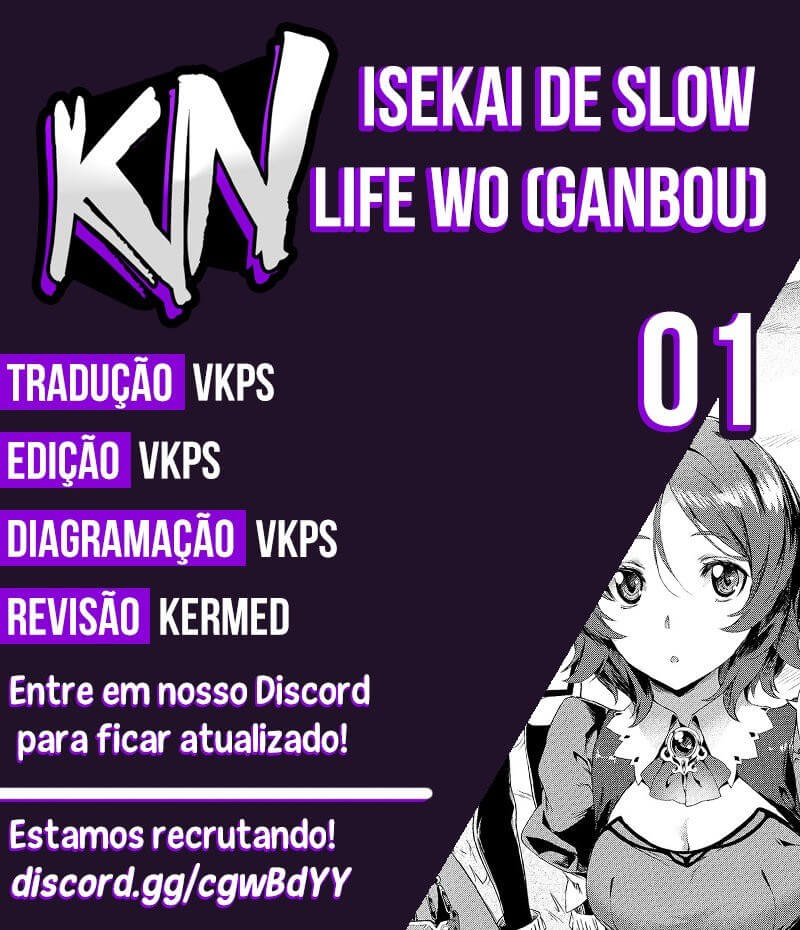 KN
ISEKAI DE SLOW
LIFE WO (GANBOU)
01
TRADUÇÃO VKPS
EDIÇÃO VKPS
DIAGRAMAÇÃO VKPS
REVISÃO KERMED
Entre em nosso Discord
para ficar atualizado!
Estamos recrutando!
discord.gg/cgwBdYY